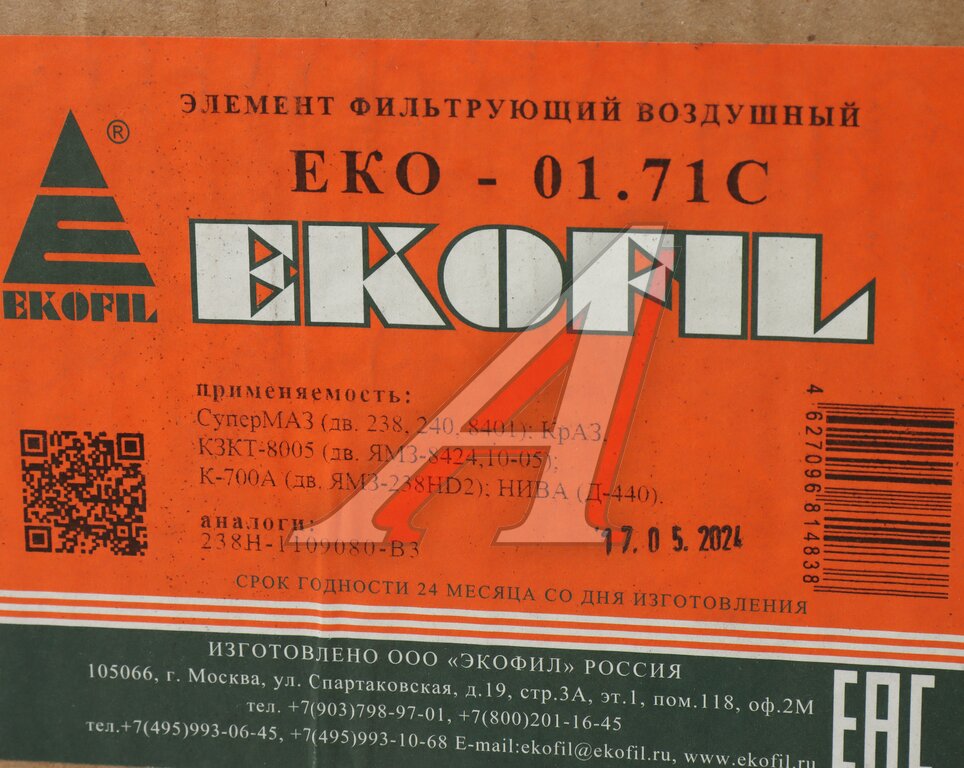 ЭЛЕМЕНТ ФИЛЬТРУЮЩИЙ ВОЗДУШНЫЙ
®
ЕКО - 01.71С
EKOFIL
EKOFIL
применяемость:
СуперМАЗ (дв. 238, 240, 8401); КрАЗ,
КЗКТ-8005 (дв. ЯМЗ-8424,10-05);
К-700А (дв. ЯМЗ-238НD2); НИВА (Д-440).
аналоги:
238Н-1109080-В3
17.05.2024
4 627096 814838
СРОК ГОДНОСТИ 24 МЕСЯЦА СО ДНЯ ИЗГОТОВЛЕНИЯ
ИЗГОТОВЛЕНО ООО «ЭКОФИЛ» РОССИЯ
105066, г. Москва, ул. Спартаковская, д.19, стр.3А, эт.1, пом.118, оф.2М
тел. +7(903)798-97-01, +7(800)201-16-45
тел.+7(495)993-06-45, +7(495)993-10-68 E-mail:ekofil@ekofil.ru, www.ekofil.ru
EAC